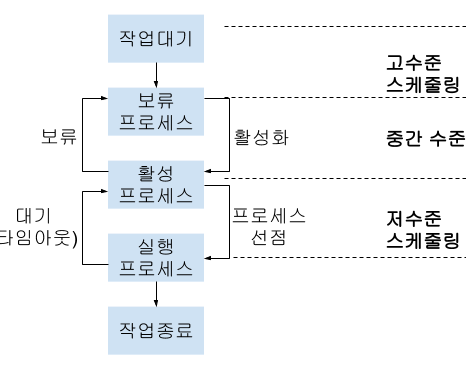 작업대기
고수준
스케줄링
보류
프로세스
보류
활성화
중간 수준
활성
프로세스
대기
타임아웃)
프로세스
선점
저수준
스케줄링
실행
프로세스
작업종료